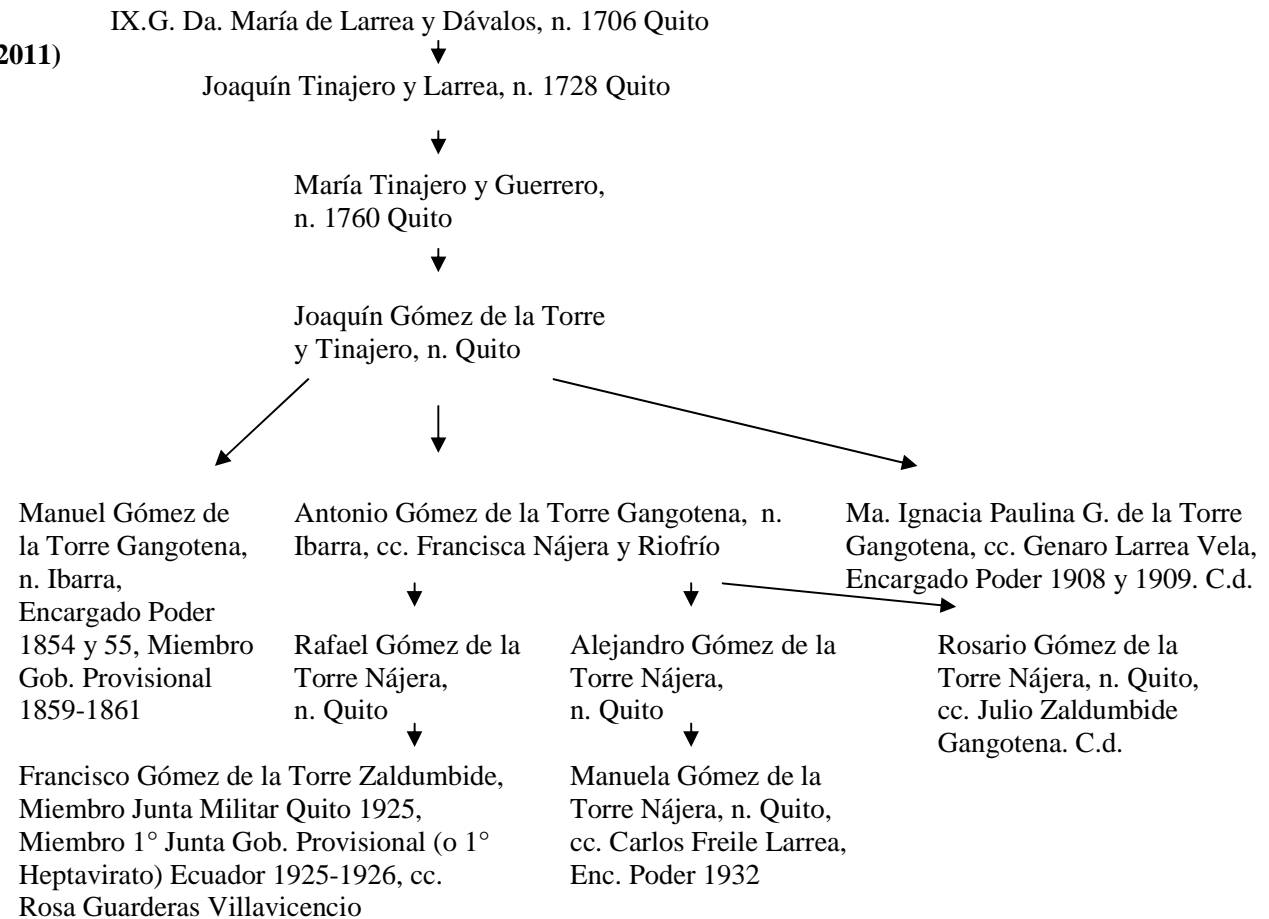 IX.G. Da. María de Larrea y Dávalos, n. 1706 Quito
2011)
Joaquín Tinajero y Larrea, n. 1728 Quito
María Tinajero y Guerrero,
n. 1760 Quito
Joaquín Gómez de la Torre
y Tinajero, n. Quito
Manuel Gómez de
la Torre Gangotena,
n. Ibarra,
Encargado Poder
1854 y 55, Miembro
Gob. Provisional
1859-1861
Antonio Gómez de la Torre Gangotena,  n.
Ibarra, cc. Francisca Nájera y Riofrío
Ma. Ignacia Paulina G. de la Torre
Gangotena, cc. Genaro Larrea Vela,
Encargado Poder 1908 y 1909. C.d.
Rafael Gómez de la
Torre Nájera,
n. Quito
Alejandro Gómez de la
Torre Nájera,
n. Quito
Rosario Gómez de la
Torre Nájera, n. Quito,
cc. Julio Zaldumbide
Gangotena. C.d.
Francisco Gómez de la Torre Zaldumbide,
Miembro Junta Militar Quito 1925,
Miembro 1° Junta Gob. Provisional (o 1°
Heptavirato) Ecuador 1925-1926, cc.
Rosa Guarderas Villavicencio
Manuela Gómez de la
Torre Nájera, n. Quito,
cc. Carlos Freile Larrea,
Enc. Poder 1932